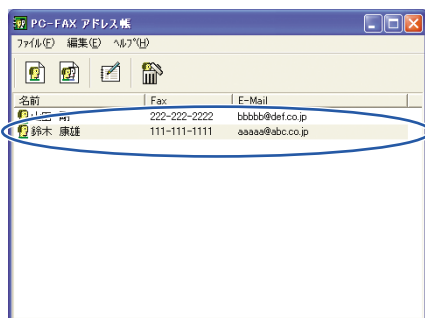 PC-FAX アドレス帳
ファイル(F) 編集(E) ヘルプ(H)
名前 Fax E-Mail
222-222-2222 bbbbb@def.co.jp
鈴木 康雄 111-111-1111 aaaaa@abc.co.jp